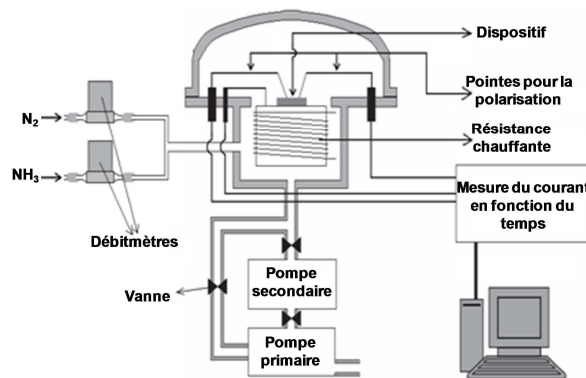 Dispositif
Pointes pour la
polarisation
N2
Résistance
chauffante
NH3
Mesure du courant
en fonction du
temps
Débitmètres
Vanne
Pompe
secondaire
Pompe
primaire